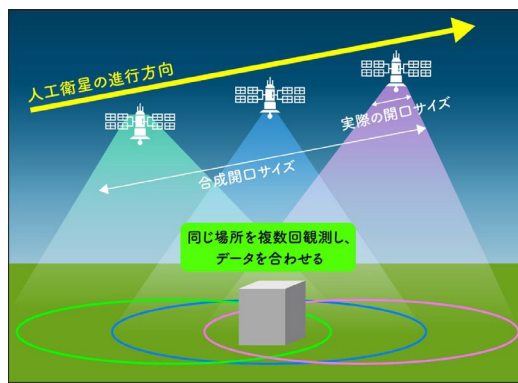 人工衛星の進行方向
実際の開口サイズ
合成開口サイズ
同じ場所を複数回観測し、
データを合わせる